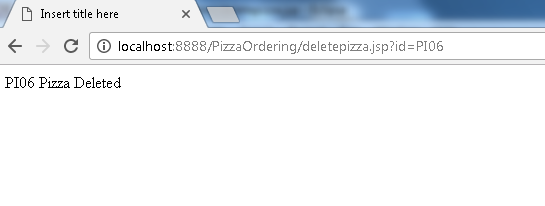 Insert title here
localhost:8888/PizzaOrdering/deletepizza.jsp?id=PI06
PI06 Pizza Deleted